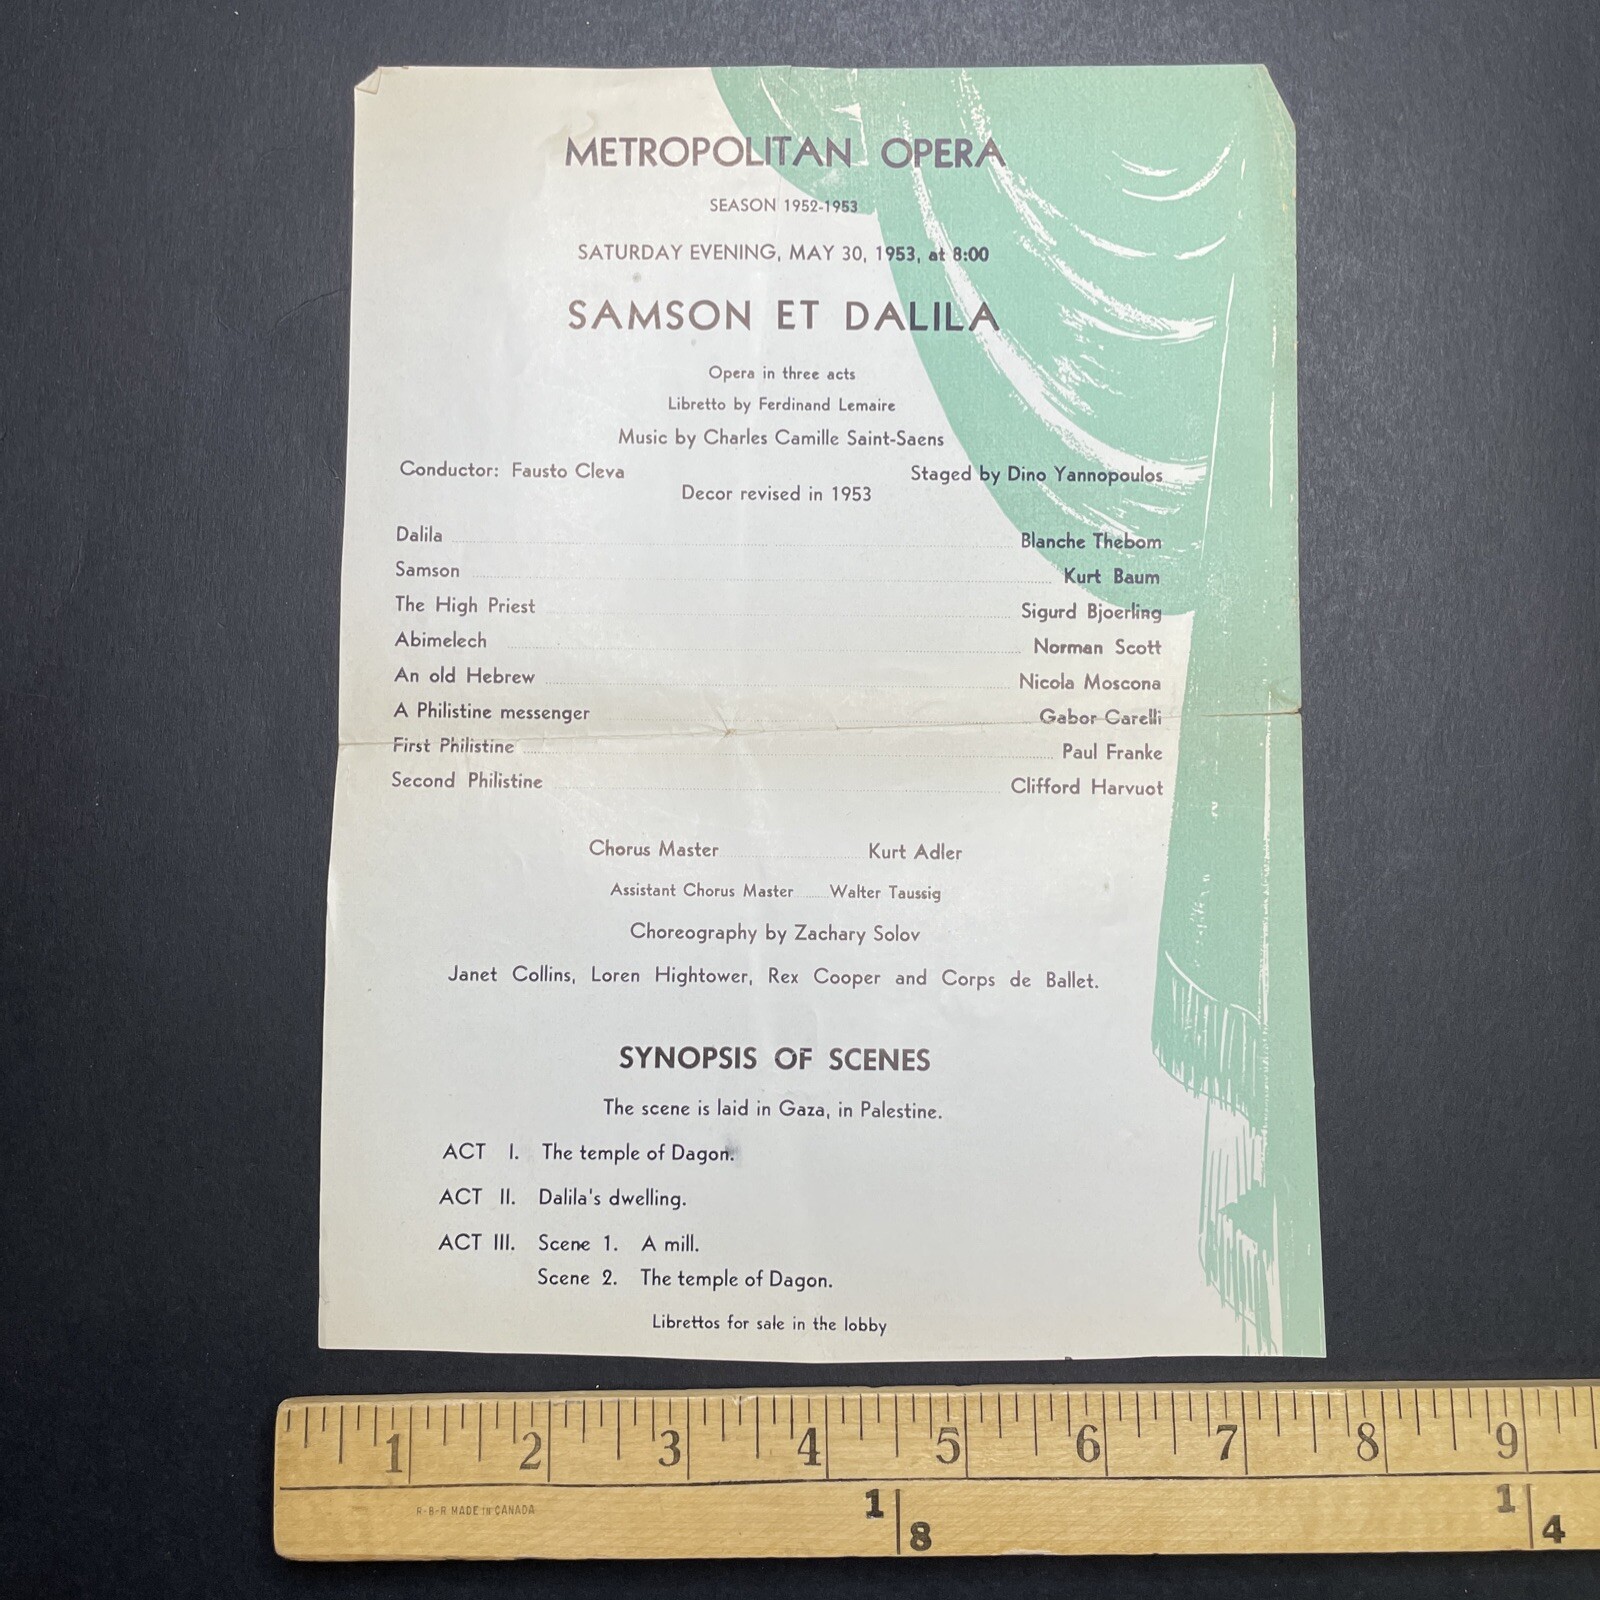 METROPOLITAN OPERA
SEASON 1952-1953
SATURDAY EVENING, MAY 30, 1953, at 8:00
SAMSON ET DALILA
Opera in three acts
Libretto by Ferdinand Lemaire
Music by Charles Camille Saint-Saens
Conductor: Fausto Cleva Staged by Dino Yannopoulos
Decor revised in 1953
Dalila Blanche Thebom
Samson Kurt Baum
The High Priest Sigurd Bjoerling
Abimelech Norman Scott
An old Hebrew Nicola Moscona
A Philistine messenger Gabor Carelli
First Philistine Paul Franke
Second Philistine Clifford Harvuot
Chorus Master Kurt Adler
Assistant Chorus Master Walter Taussig
Choreography by Zachary Solov
Janet Collins, Loren Hightower, Rex Cooper and Corps de Ballet.
SYNOPSIS OF SCENES
The scene is laid in Gaza, in Palestine.
ACT I. The temple of Dagon.
ACT II. Dalila's dwelling.
ACT III. Scene 1. A mill.
Scene 2. The temple of Dagon.
Librettos for sale in the lobby
1 2 3 4 5 6 7 8 9
R-B-R MADE IN CANADA
1 8 1 4